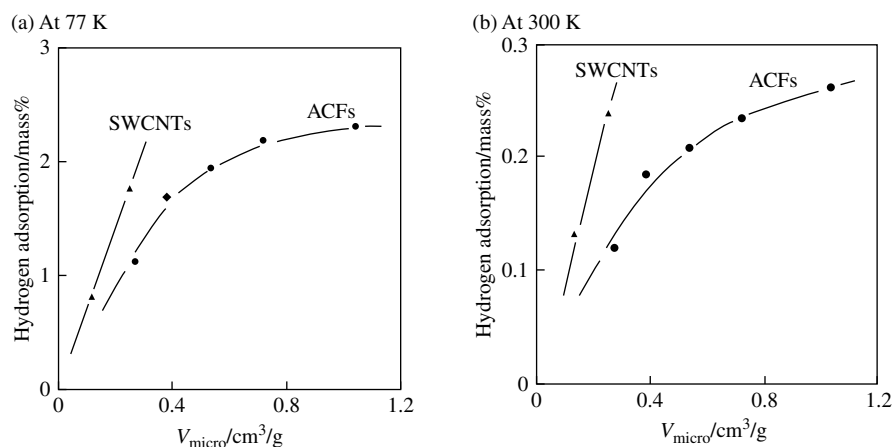 (a) At 77 K
Hydrogen adsorption/mass%
3
2
1
0
SWCNTs
ACFs
0 0.4 0.8 1.2
V_micro/cm³/g
(b) At 300 K
Hydrogen adsorption/mass%
0.3
0.2
0.1
0
SWCNTs
ACFs
0 0.4 0.8 1.2
V_micro/cm³/g